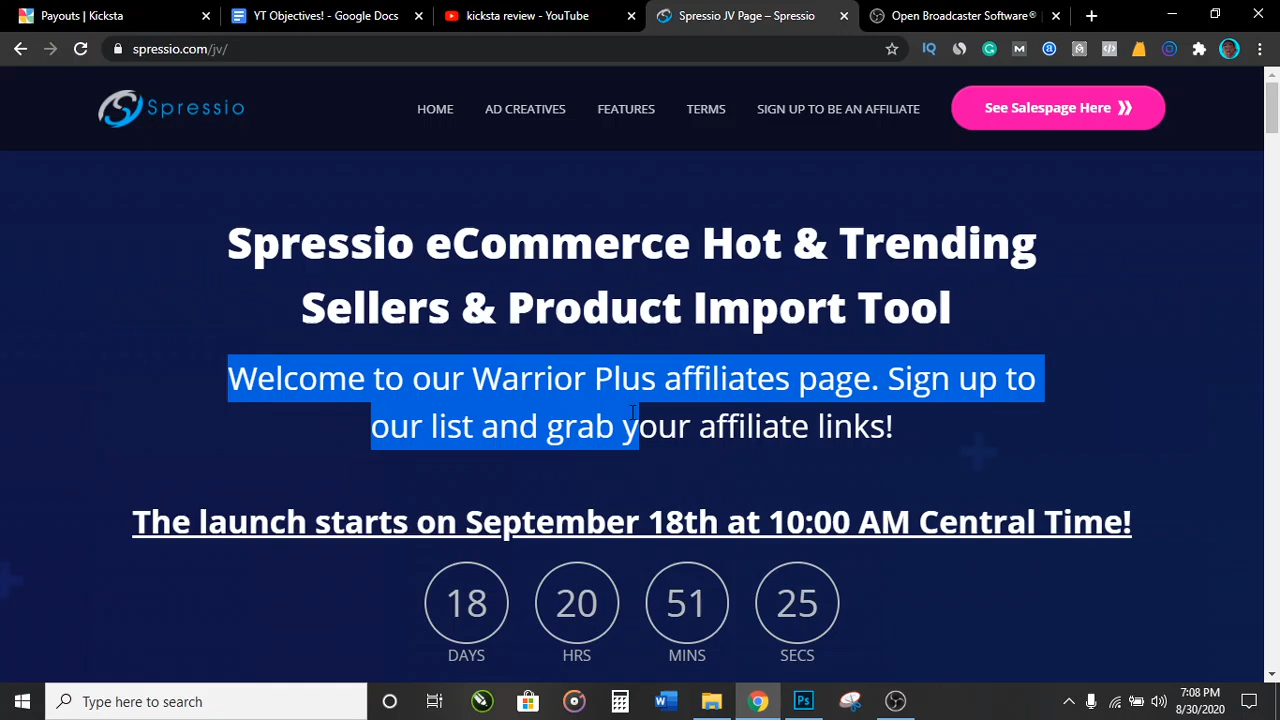 Payouts! | Kicksta
YT Objectives! - Google Docs
kicksta review - YouTube
Spressio JV Page – Spressio
Open Broadcaster Software®
spressio.com/jv/
Spressio
HOME
AD CREATIVES
FEATURES
TERMS
SIGN UP TO BE AN AFFILIATE
See Salespage Here
Spressio eCommerce Hot & Trending
Sellers & Product Import Tool
Welcome to our Warrior Plus affiliates page. Sign up to
our list and grab your affiliate links!
The launch starts on September 18th at 10:00 AM Central Time!
18
20
51
25
DAYS
HRS
MINS
SECS
Type here to search
7:08 PM
8/30/2020